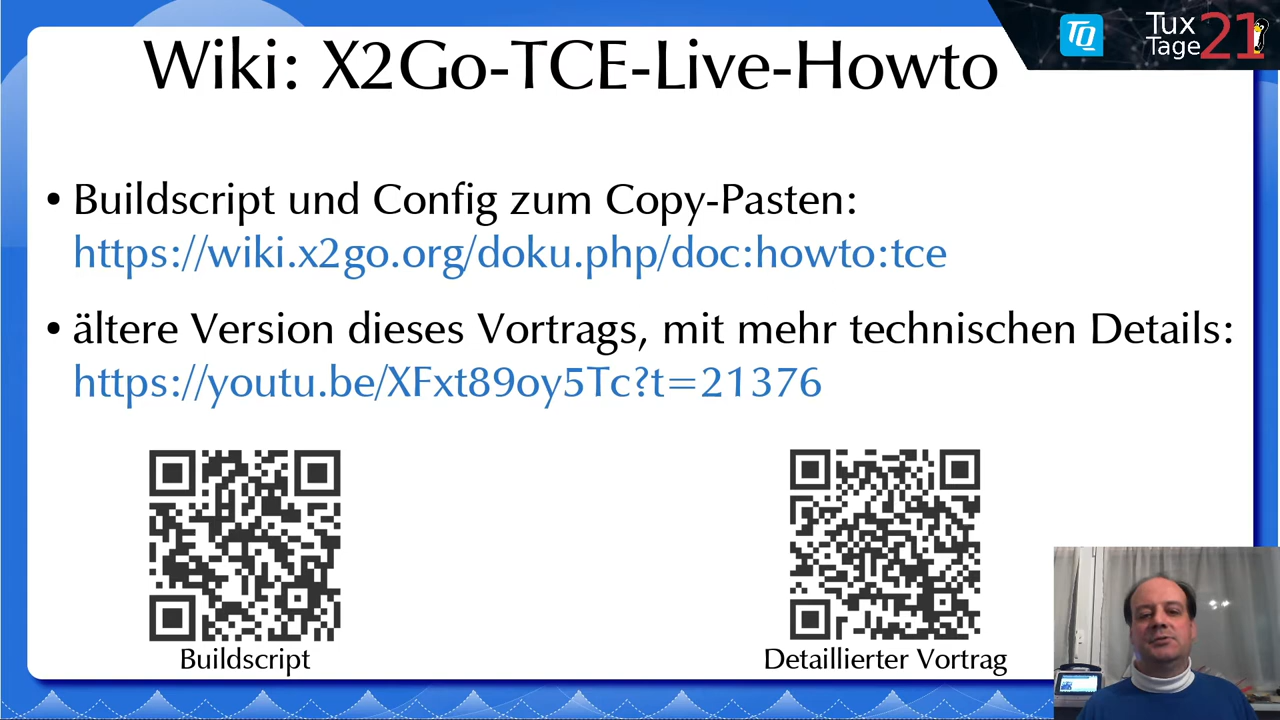 Wiki: X2Go-TCE-Live-Howto
TQ
Tux
Tage
21
• Buildscript und Config zum Copy-Pasten:
https://wiki.x2go.org/doku.php/doc:howto:tce
• ältere Version dieses Vortrags, mit mehr technischen Details:
https://youtu.be/XFxt89oy5Tc?t=21376
Buildscript
Detaillierter Vortrag